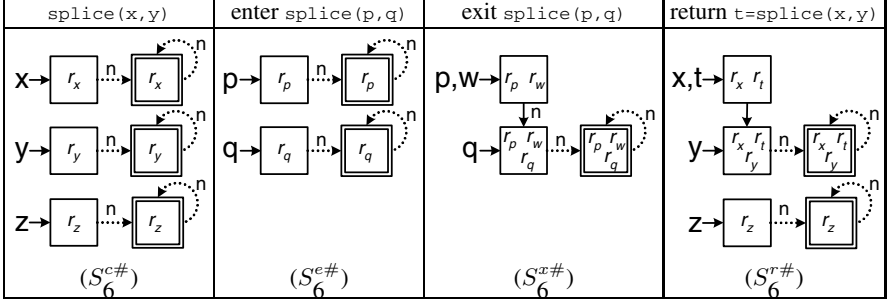 splice(x,y) enter splice(p,q) exit splice(p,q) return t=splice(x,y)
n n n n
x r_x n r_x p r_p n r_p p,w r_p r_w x,t r_x r_t
n n n n n
y r_y n r_y q r_q n r_q q r_p r_w r_q n r_p r_w r_q y r_x r_t r_y n r_x r_t r_y
n n
z r_z n r_z z r_z n r_z
(S_6^{c#}) (S_6^{e#}) (S_6^{x#}) (S_6^{r#})